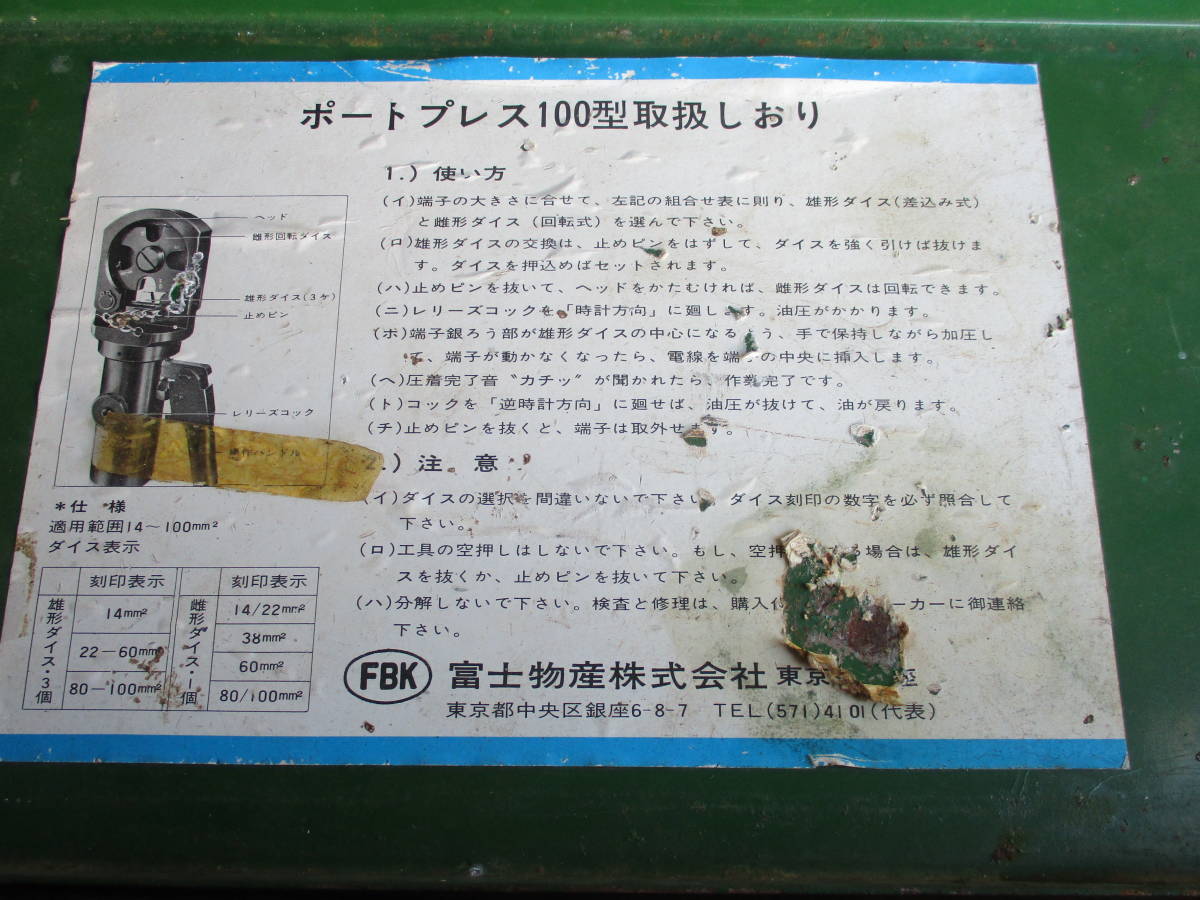 ポートプレス100型取扱しおり
1.) 使い方
(イ)端子の大きさに合せて、左記の組合せ表に則り、雄形ダイス(差込み式)
と雌形ダイス(回転式)を選んで下さい。
(ロ)雄形ダイスの交換は、止めピンをはずして、ダイスを強く引けば抜けま
す。ダイスを押込めばセットされます。
(ハ)止めピンを抜いて、ヘッドをかたむければ、雌形ダイスは回転できます。
(ニ)レリーズコックを「時計方向」に廻します。油圧がかかります。
(ホ)端子銀ろう部が雄形ダイスの中心になるよう、手で保持しながら加圧し
て、端子が動かなくなったら、電線を端子の中央に挿入します。
(ヘ)圧着完了音〝カチッ〟が聞かれたら、作業完了です。
(ト)コックを「逆時計方向」に廻せば、油圧が抜けて、油が戻ります。
(チ)止めピンを抜くと、端子は取外せます。
2.) 注意
(イ)ダイスの選択を間違いないで下さい。ダイス刻印の数字を必ず照合して
下さい。
(ロ)工具の空押しはしないで下さい。もし、空押 る場合は、雄形ダイ
スを抜くか、止めピンを抜いて下さい。
(ハ)分解しないで下さい。検査と修理は、購入 ーカーに御連絡
下さい。
ヘッド
雌形回転ダイス
雄形ダイス(3ケ)
止めピン
レリーズコック
操作ハンドル
*仕様
適用範囲14～100mm²
ダイス表示
刻印表示 刻印表示
雄形ダイス・3個
14mm²
22－60mm²
80－100mm²
雌形ダイス・1個
14/22mm²
38mm²
60mm²
80/100mm²
FBK 富士物産株式会社 東京
東京都中央区銀座6-8-7 TEL(571)4101(代表)